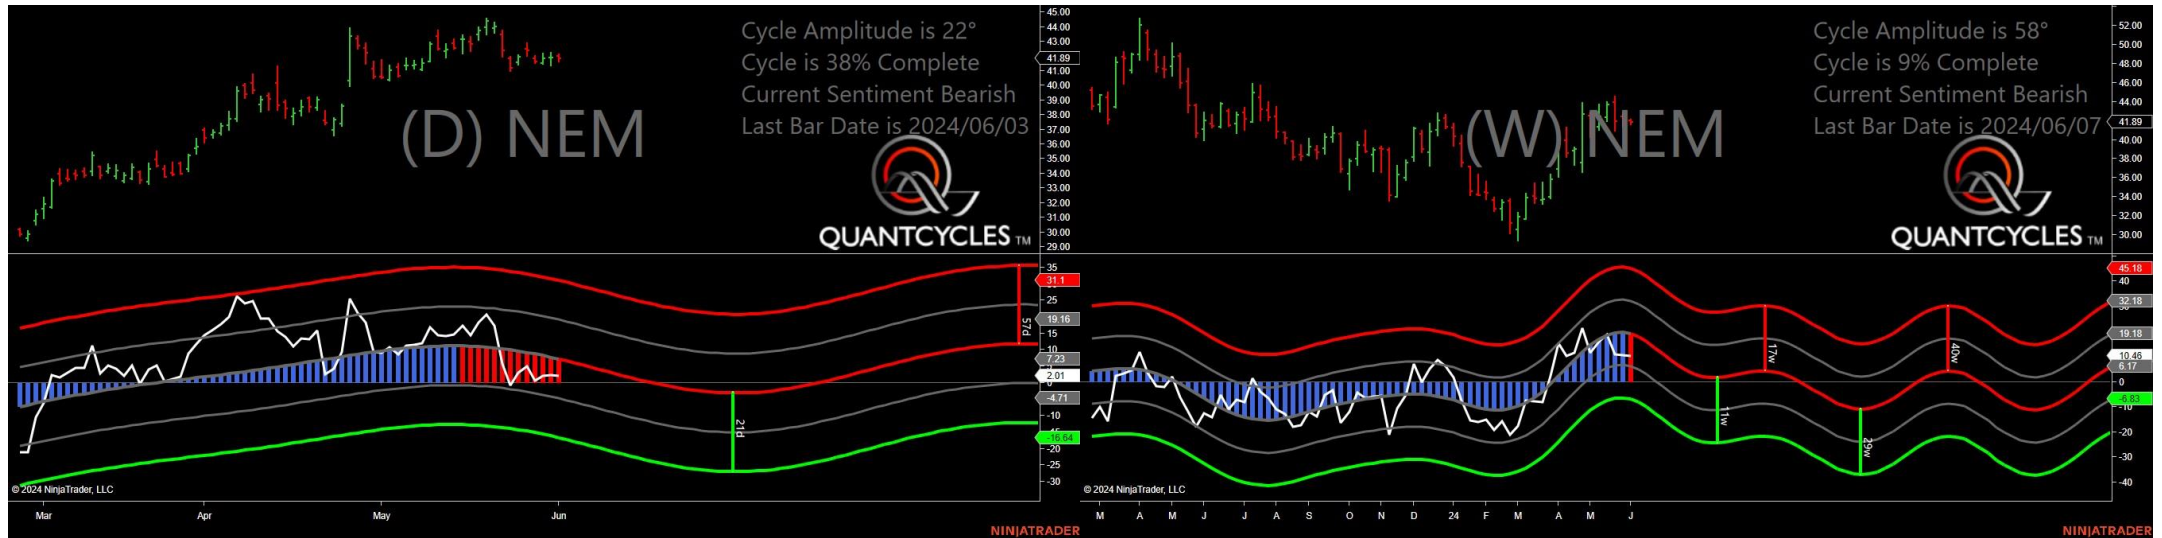 Cycle Amplitude is 22°
Cycle is 38% Complete
Current Sentiment Bearish
Last Bar Date is 2024/06/03
(D) NEM
QUANTCYCLES TM
45.00
44.00
43.00
41.89
41.00
40.00
39.00
38.00
37.00
36.00
35.00
34.00
33.00
32.00
31.00
30.00
29.00
35
31.1
25
19.16
15
10
7.23
2.01
0
-4.71
-10
-16.64
-20
-25
-30
57d
21d
© 2024 NinjaTrader, LLC
Mar Apr May Jun
NINJATRADER
Cycle Amplitude is 58°
Cycle is 9% Complete
Current Sentiment Bearish
Last Bar Date is 2024/06/07
(W) NEM
QUANTCYCLES TM
52.00
50.00
48.00
46.00
44.00
41.89
40.00
38.00
36.00
34.00
32.00
30.00
45.18
40
32.18
19.18
10.46
6.17
0
-6.83
-10
-20
-30
-40
11w
17w
29w
40w
© 2024 NinjaTrader, LLC
M A M J J A S O N D 24 F M A M J
NINJATRADER